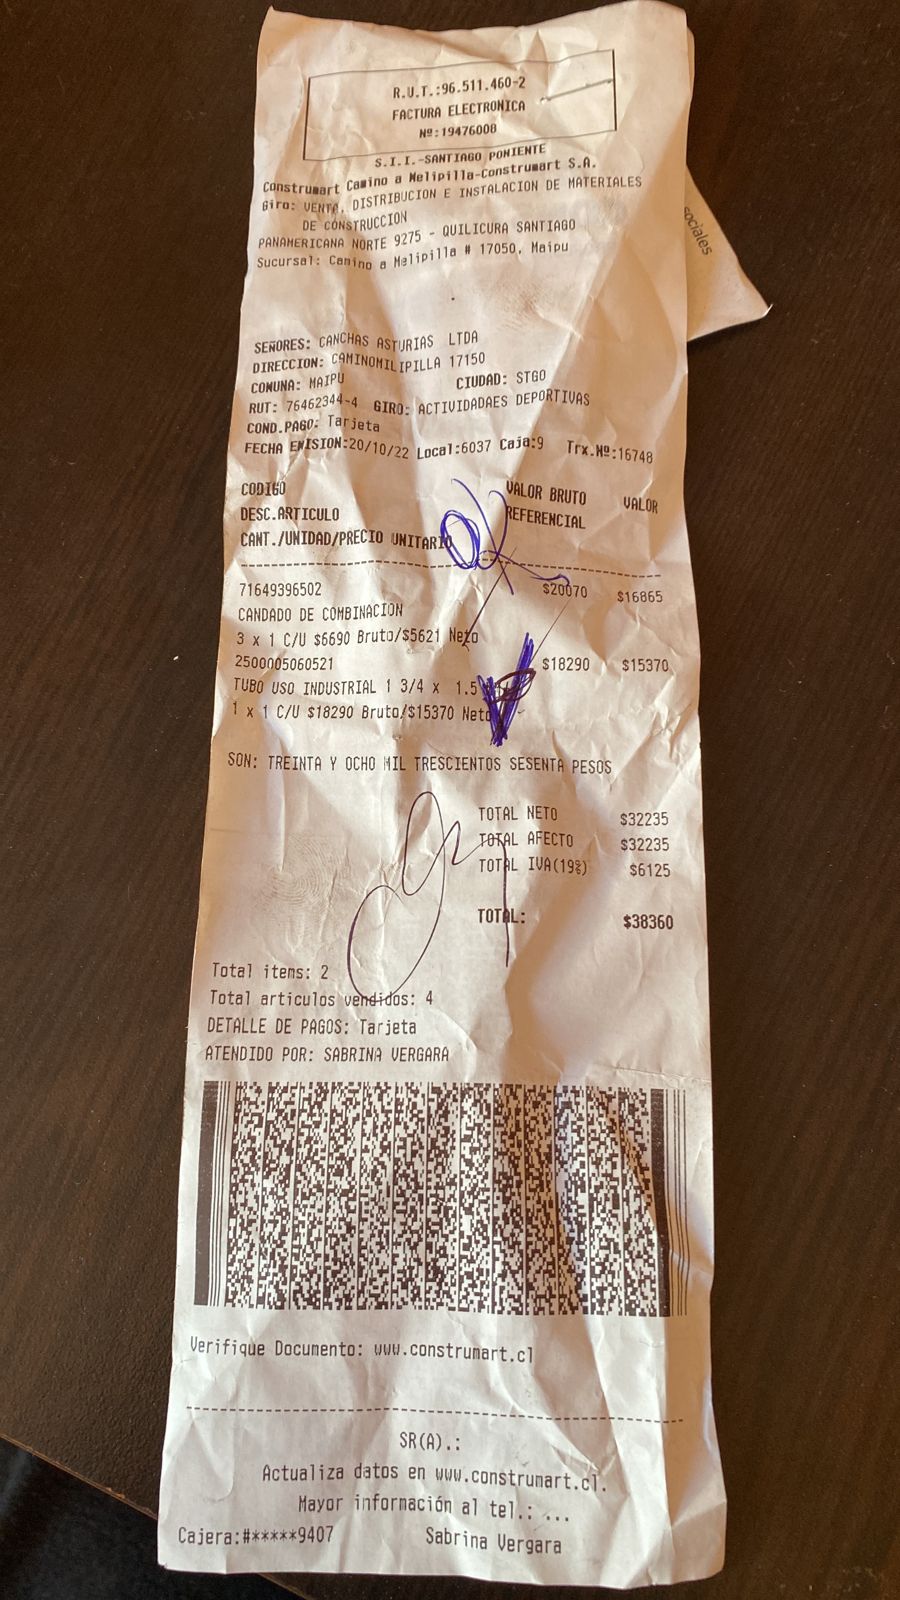 R.U.T.:96.511.460-2
FACTURA ELECTRONICA
Nº:19476008
S.I.I.-SANTIAGO PONIENTE
Construmart Camino a Melipilla-Construmart S.A.
Giro: VENTA, DISTRIBUCION E INSTALACION DE MATERIALES
DE CONSTRUCCION
PANAMERICANA NORTE 9275 - QUILICURA SANTIAGO
Sucursal: Camino a Melipilla # 17050, Maipu
sociales
SEÑORES: CANCHAS ASTURIAS LTDA
DIRECCION: CAMINOMILIPILLA 17150
COMUNA: MAIPU CIUDAD: STGO
RUT: 76462344-4 GIRO: ACTIVIDADAES DEPORTIVAS
COND.PAGO: Tarjeta
FECHA EMISION:20/10/22 Local:6037 Caja:9 Trx.Nº:16748
CODIGO VALOR BRUTO VALOR
DESC.ARTICULO REFERENCIAL
CANT./UNIDAD/PRECIO UNITARIO
OK
71649396502 $20070 $16865
CANDADO DE COMBINACION
3 x 1 C/U $6690 Bruto/$5621 Neto
2500005060521 $18290 $15370
TUBO USO INDUSTRIAL 1 3/4 x 1.5
1 x 1 C/U $18290 Bruto/$15370 Neto
SON: TREINTA Y OCHO MIL TRESCIENTOS SESENTA PESOS
TOTAL NETO $32235
TOTAL AFECTO $32235
TOTAL IVA(19%) $6125
TOTAL: $38360
Total items: 2
Total articulos vendidos: 4
DETALLE DE PAGOS: Tarjeta
ATENDIDO POR: SABRINA VERGARA
Verifique Documento: www.construmart.cl
SR(A).:
Actualiza datos en www.construmart.cl.
Mayor información al tel.: ...
Cajera:#*****9407 Sabrina Vergara